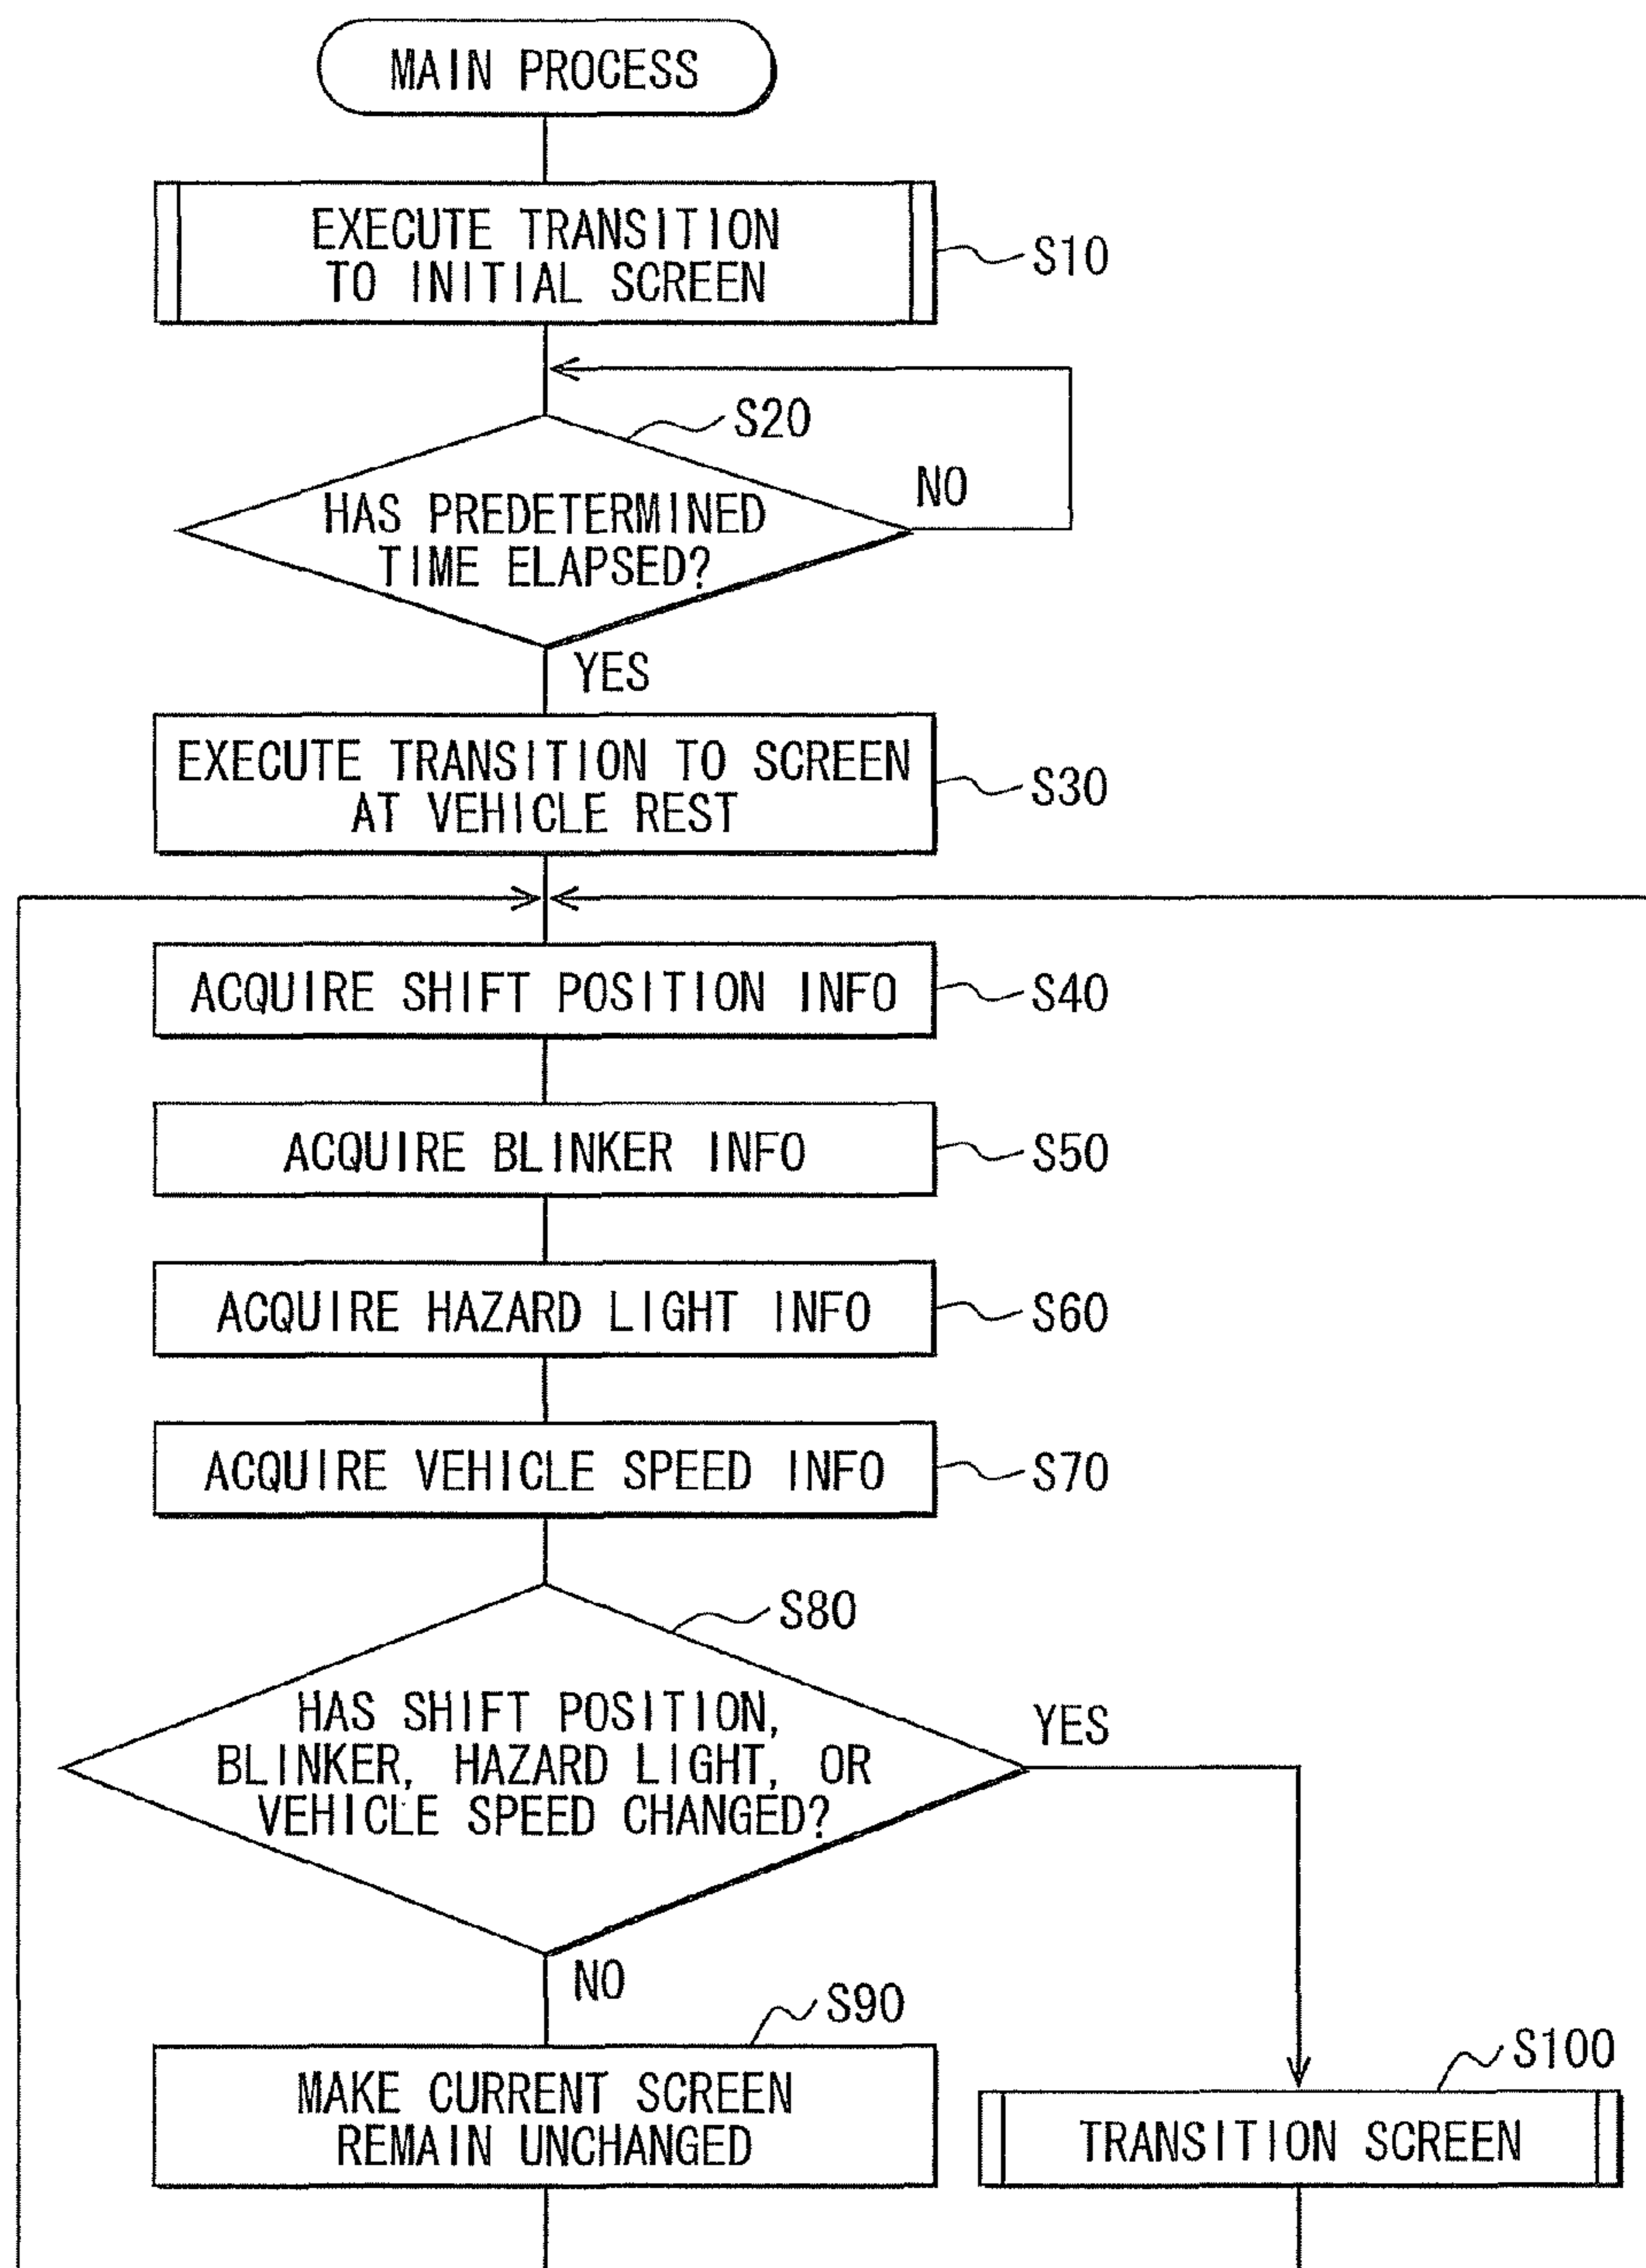 MAIN PROCESS
EXECUTE TRANSITION
TO INITIAL SCREEN
S10
S20
HAS PREDETERMINED
TIME ELAPSED?
NO
YES
EXECUTE TRANSITION TO SCREEN
AT VEHICLE REST
S30
ACQUIRE SHIFT POSITION INFO
S40
ACQUIRE BLINKER INFO
S50
ACQUIRE HAZARD LIGHT INFO
S60
ACQUIRE VEHICLE SPEED INFO
S70
S80
HAS SHIFT POSITION,
BLINKER, HAZARD LIGHT, OR
VEHICLE SPEED CHANGED?
YES
NO
S90
MAKE CURRENT SCREEN
REMAIN UNCHANGED
S100
TRANSITION SCREEN